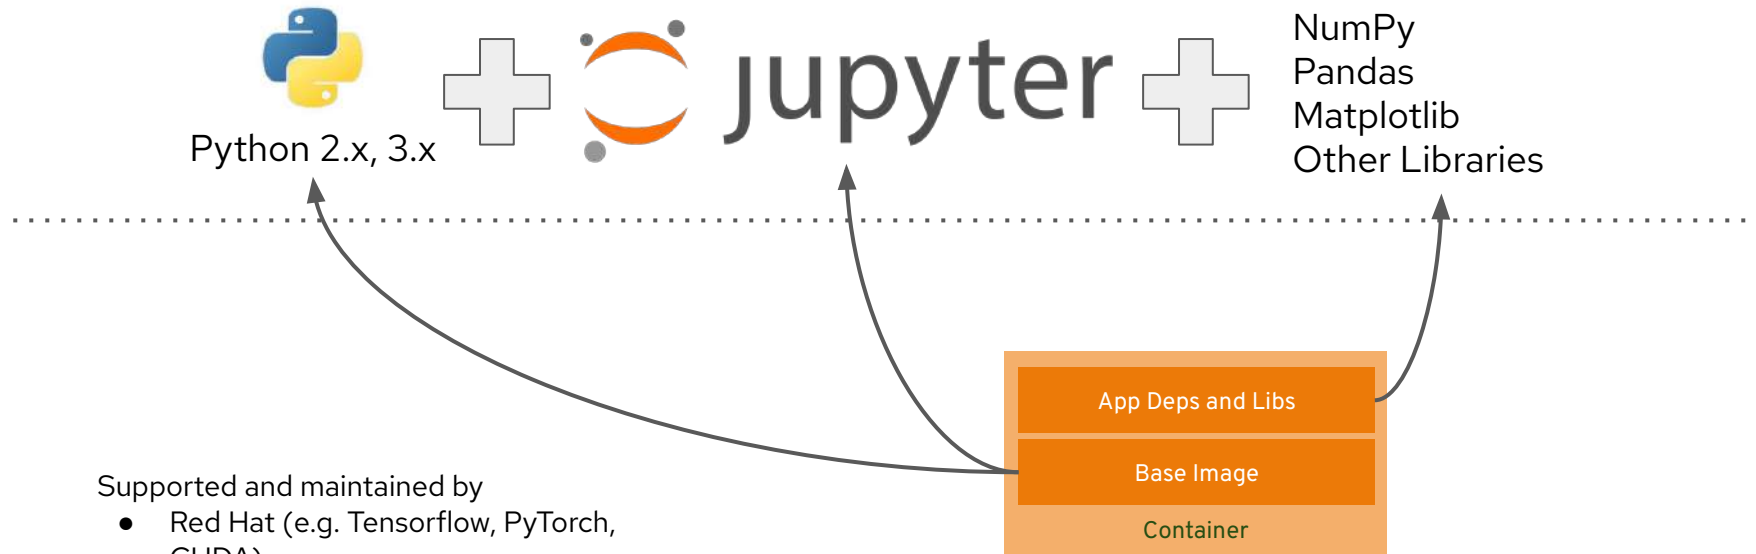 NumPy
Pandas
Matplotlib
Other Libraries
jupyter
Python 2.x, 3.x
App Deps and Libs
Base Image
Container
Supported and maintained by
● Red Hat (e.g. Tensorflow, PyTorch,